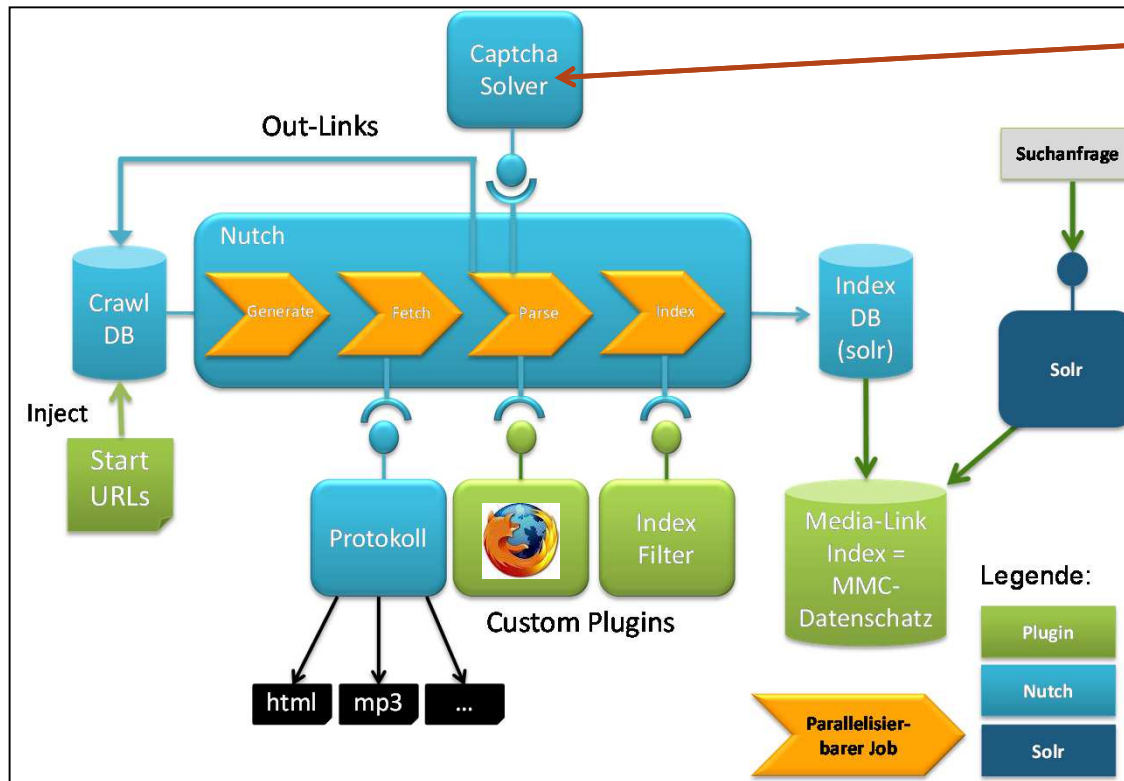 Captcha
Solver
Out-Links
Suchanfrage
Nutch
Crawl
DB
Generate
Fetch
Parse
Index
Index
DB
(solr)
Solr
Inject
Start
URLs
Protokoll
Index
Filter
Custom Plugins
Media-Link
Index =
MMC-
Datenschatz
html
mp3
...
Legende:
Plugin
Nutch
Solr
Parallelisier-
barer Job